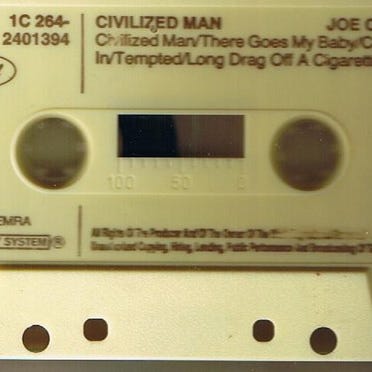 1C 264-
2401394
CIVILIZED MAN
JOE C
Civilized Man/There Goes My Baby/C
In/Tempted/Long Drag Off A Cigarett
100 50 0
EMRA
SYSTEM
All Rights Of The Producer And Of The Owner Of The
Unauthorised Copying, Hiring, Lending, Public Performance And Broadcasting Of